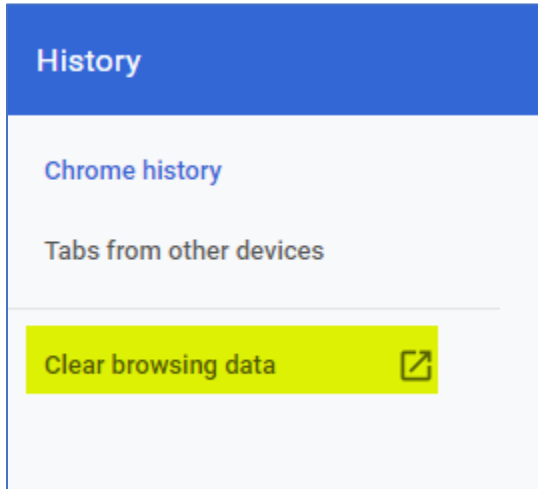 History
Chrome history
Tabs from other devices
Clear browsing data